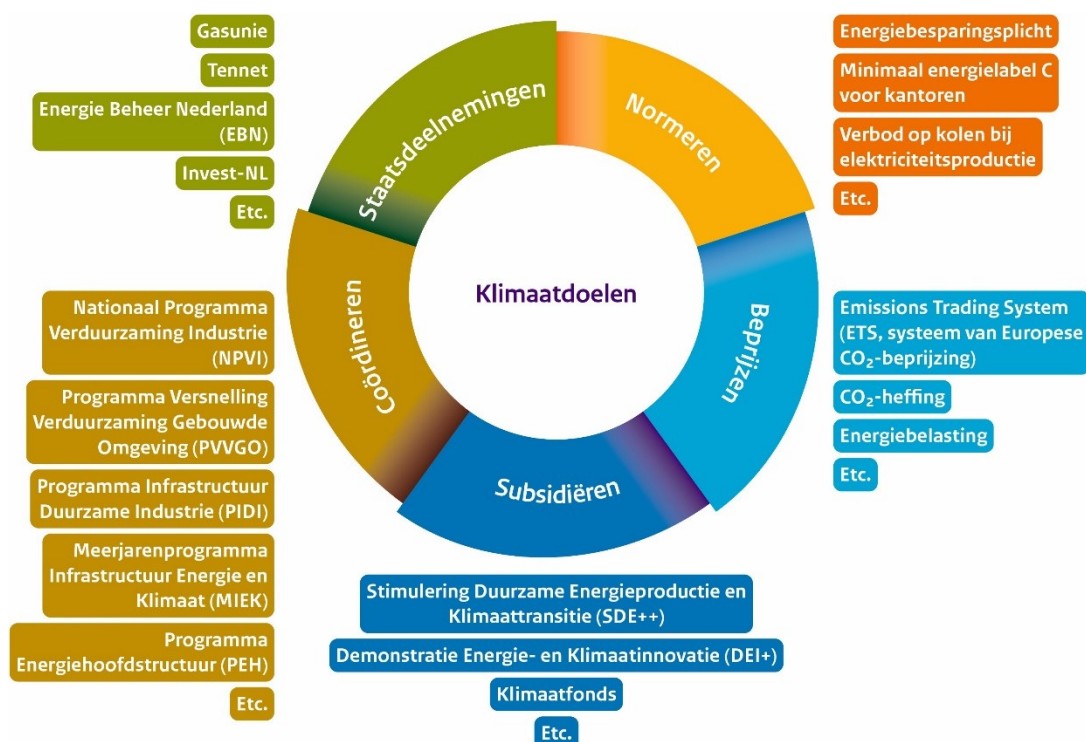 Gasunie
Tennet
Energie Beheer Nederland
(EBN)
Invest-NL
Etc.
Staatsdeelnemingen
Normeren
Energiebesparingsplicht
Minimaal energielabel C
voor kantoren
Verbod op kolen bij
elektriciteitsproductie
Etc.
Klimaatdoelen
Coördineren
Nationaal Programma
Verduurzaming Industrie
(NPVI)
Programma Versnelling
Verduurzaming Gebouwde
Omgeving (PVVGO)
Programma Infrastructuur
Duurzame Industrie (PIDI)
Meerjarenprogramma
Infrastructuur Energie en
Klimaat (MIEK)
Programma
Energiehoofdstructuur (PEH)
Etc.
Beprijzen
Emissions Trading System
(ETS, systeem van Europese
CO₂-beprijzing)
CO₂-heffing
Energiebelasting
Etc.
Subsidiëren
Stimulering Duurzame Energieproductie en
Klimaattransitie (SDE++)
Demonstratie Energie- en Klimaatinnovatie (DEI+)
Klimaatfonds
Etc.